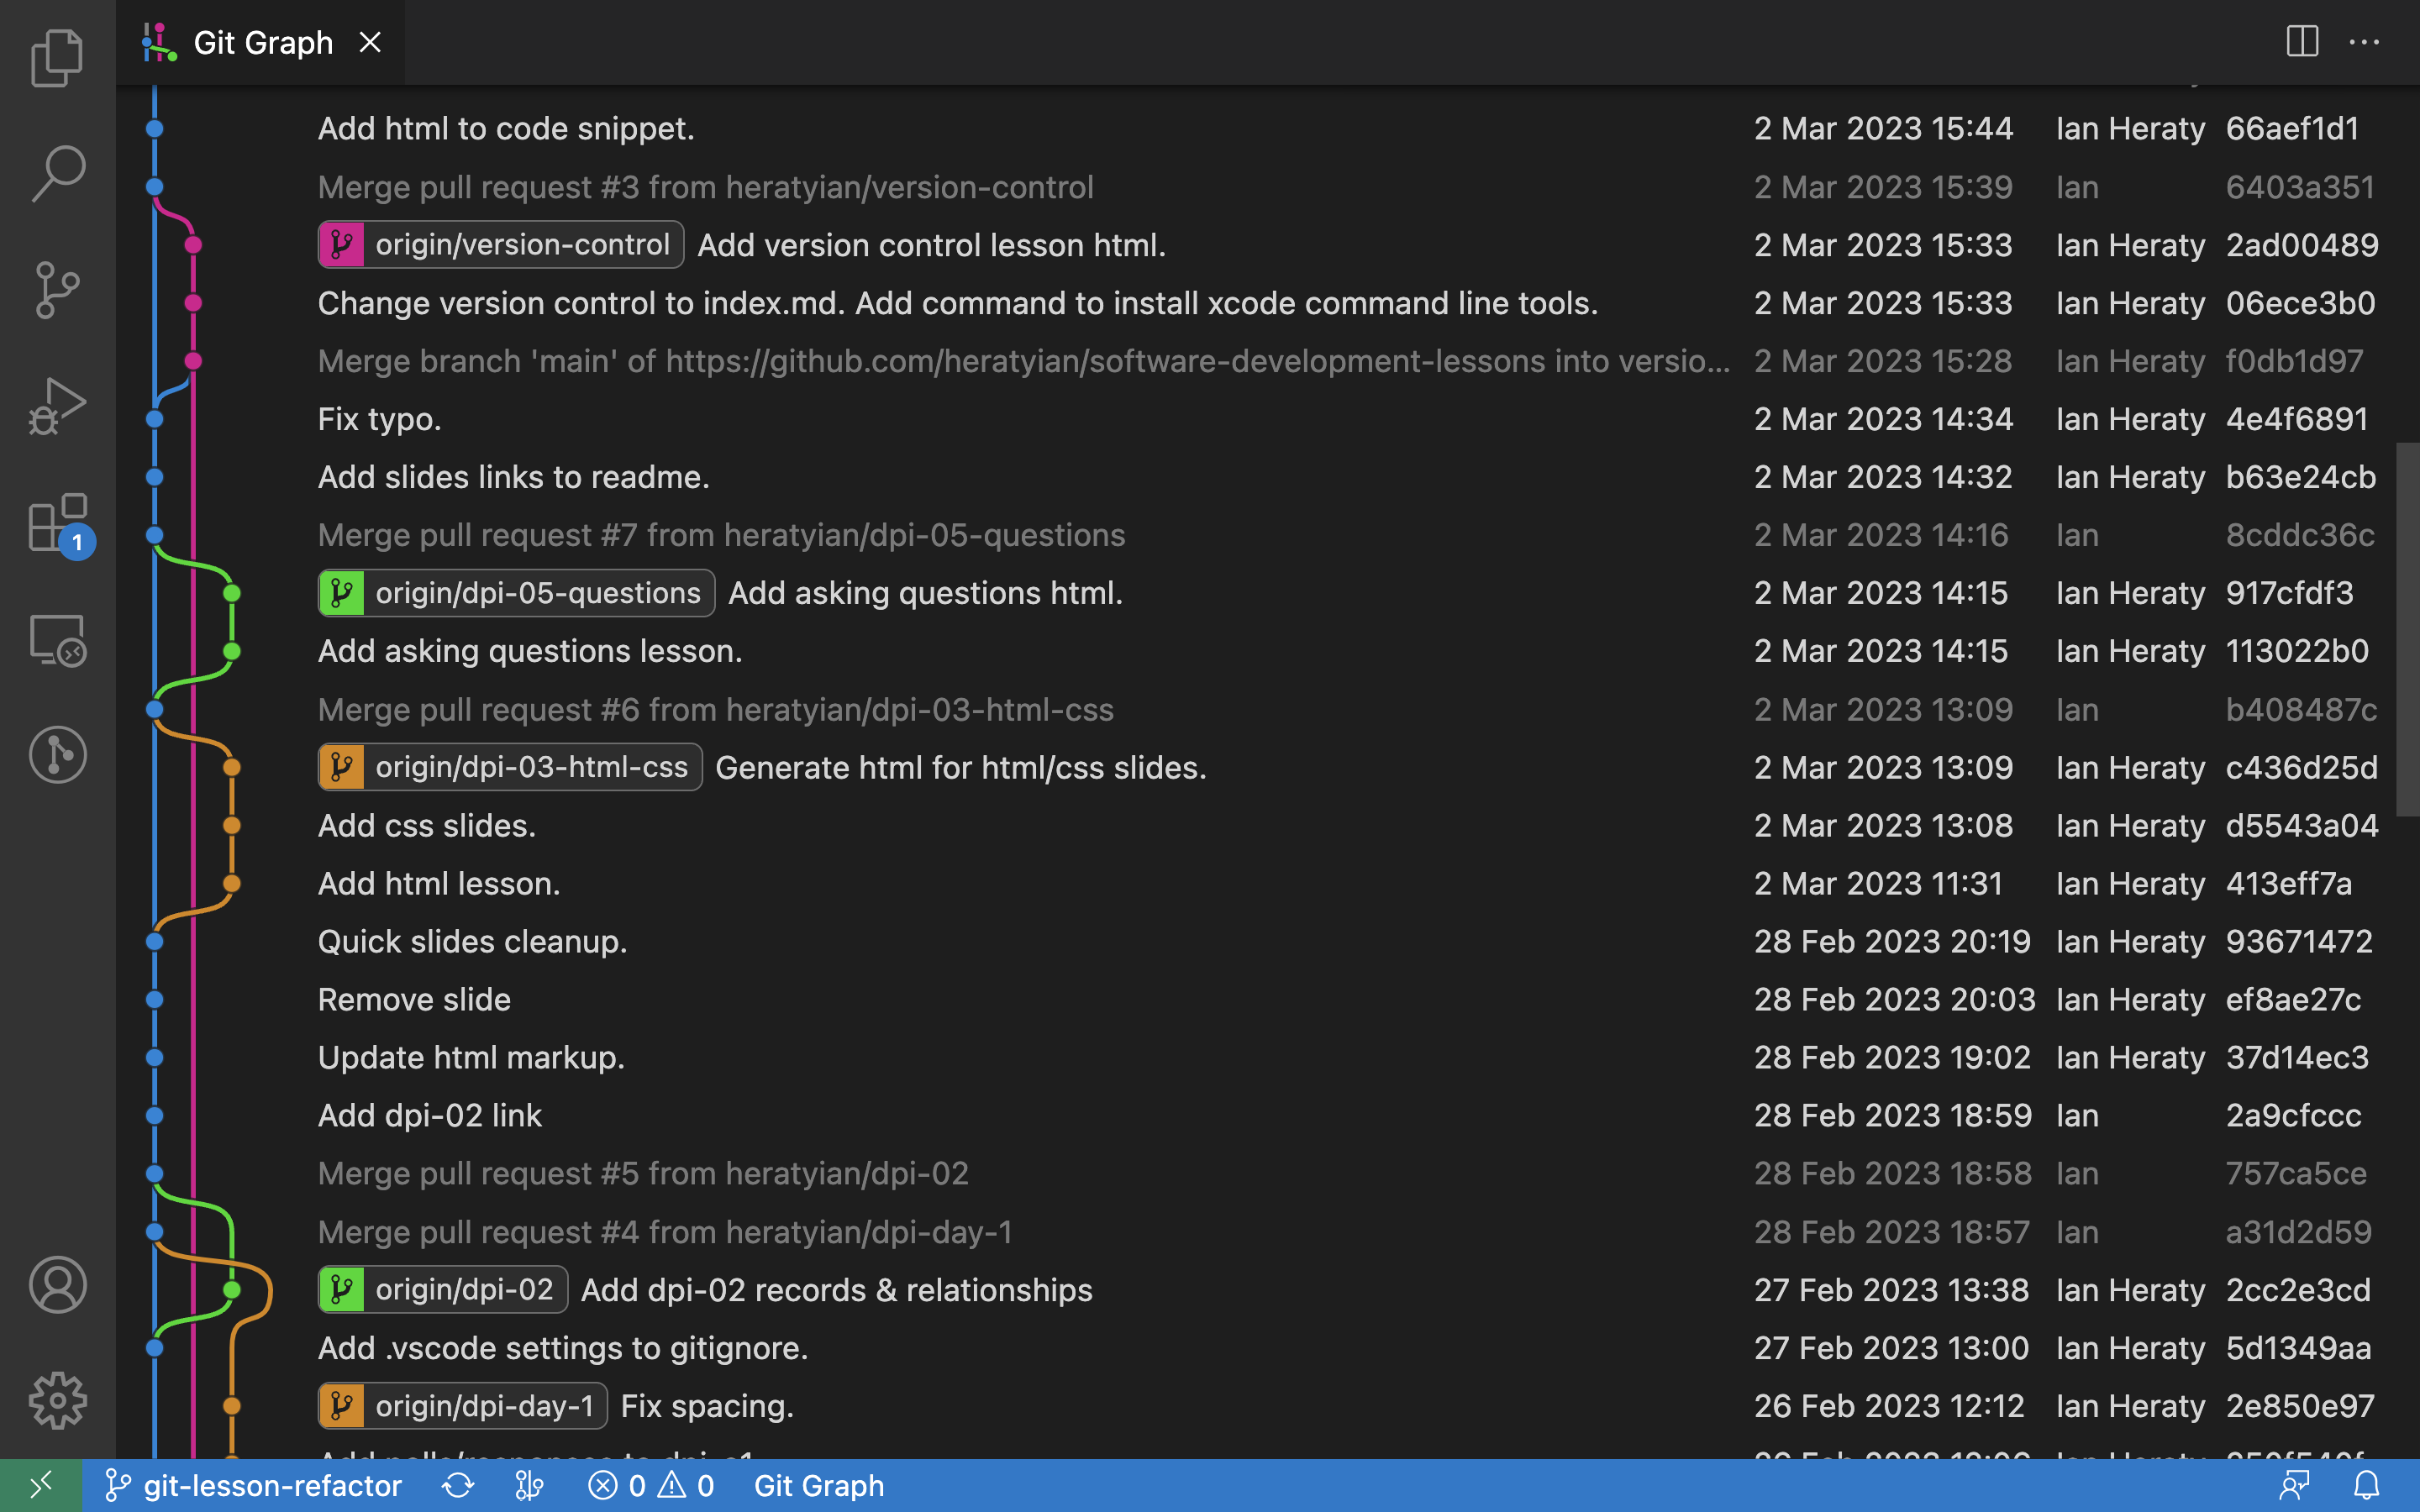 Git Graph
Add html to code snippet. 2 Mar 2023 15:44 Ian Heraty 66aef1d1
Merge pull request #3 from heratyian/version-control 2 Mar 2023 15:39 Ian 6403a351
origin/version-control Add version control lesson html. 2 Mar 2023 15:33 Ian Heraty 2ad00489
Change version control to index.md. Add command to install xcode command line tools. 2 Mar 2023 15:33 Ian Heraty 06ece3b0
Merge branch 'main' of https://github.com/heratyian/software-development-lessons into versio... 2 Mar 2023 15:28 Ian Heraty f0db1d97
Fix typo. 2 Mar 2023 14:34 Ian Heraty 4e4f6891
Add slides links to readme. 2 Mar 2023 14:32 Ian Heraty b63e24cb
Merge pull request #7 from heratyian/dpi-05-questions 2 Mar 2023 14:16 Ian 8cddc36c
origin/dpi-05-questions Add asking questions html. 2 Mar 2023 14:15 Ian Heraty 917cfdf3
Add asking questions lesson. 2 Mar 2023 14:15 Ian Heraty 113022b0
Merge pull request #6 from heratyian/dpi-03-html-css 2 Mar 2023 13:09 Ian b408487c
origin/dpi-03-html-css Generate html for html/css slides. 2 Mar 2023 13:09 Ian Heraty c436d25d
Add css slides. 2 Mar 2023 13:08 Ian Heraty d5543a04
Add html lesson. 2 Mar 2023 11:31 Ian Heraty 413eff7a
Quick slides cleanup. 28 Feb 2023 20:19 Ian Heraty 93671472
Remove slide 28 Feb 2023 20:03 Ian Heraty ef8ae27c
Update html markup. 28 Feb 2023 19:02 Ian Heraty 37d14ec3
Add dpi-02 link 28 Feb 2023 18:59 Ian 2a9cfccc
Merge pull request #5 from heratyian/dpi-02 28 Feb 2023 18:58 Ian 757ca5ce
Merge pull request #4 from heratyian/dpi-day-1 28 Feb 2023 18:57 Ian a31d2d59
origin/dpi-02 Add dpi-02 records & relationships 27 Feb 2023 13:38 Ian Heraty 2cc2e3cd
Add .vscode settings to gitignore. 27 Feb 2023 13:00 Ian Heraty 5d1349aa
origin/dpi-day-1 Fix spacing. 26 Feb 2023 12:12 Ian Heraty 2e850e97
1
git-lesson-refactor 0 0 Git Graph